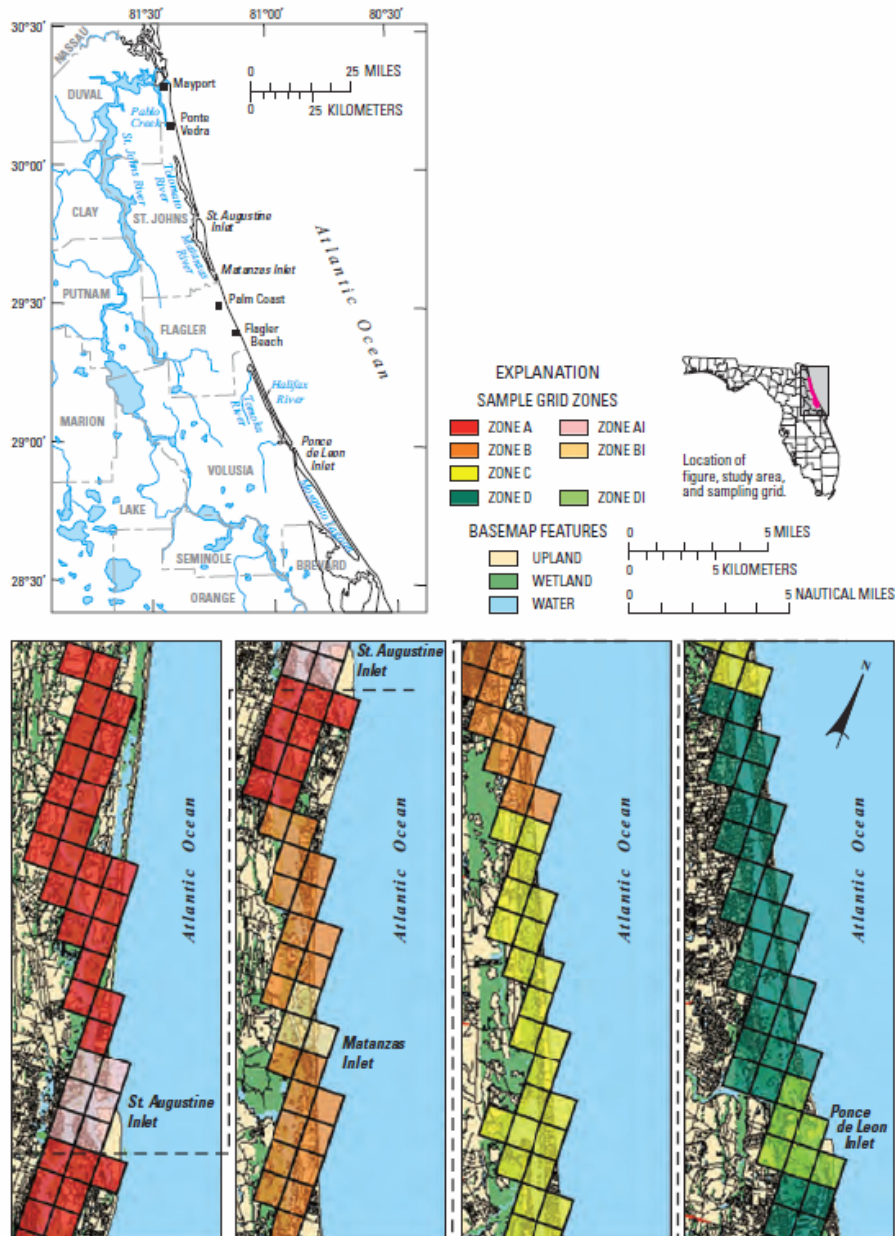 81°30′ 81°00′ 80°30′
30°30′
NASSAU
0 25 MILES
Mayport
DUVAL
0 25 KILOMETERS
Pablo
Creek
Ponte
Vedra
St. Johns River
30°00′
Tolomato
River
CLAY
ST. JOHNS
St. Augustine
Inlet
Matanzas
River
Atlantic Ocean
Matanzas Inlet
PUTNAM
Palm Coast
29°30′
FLAGLER
Flagler
Beach
Halifax
River
Tomoka
River
MARION
29°00′
Ponce
de Leon
Inlet
VOLUSIA
LAKE
SEMINOLE
BREVARD
28°30′
ORANGE
EXPLANATION
SAMPLE GRID ZONES
ZONE A ZONE AI
ZONE B ZONE BI
ZONE C
ZONE D ZONE DI
Location of
figure, study area,
and sampling grid.
BASEMAP FEATURES
UPLAND
WETLAND
WATER
0 5 MILES
0 5 KILOMETERS
0 5 NAUTICAL MILES
Atlantic Ocean
St. Augustine
Inlet
St. Augustine
Inlet
Atlantic Ocean
Matanzas
Inlet
Atlantic Ocean
N
Atlantic Ocean
Ponce
de Leon
Inlet